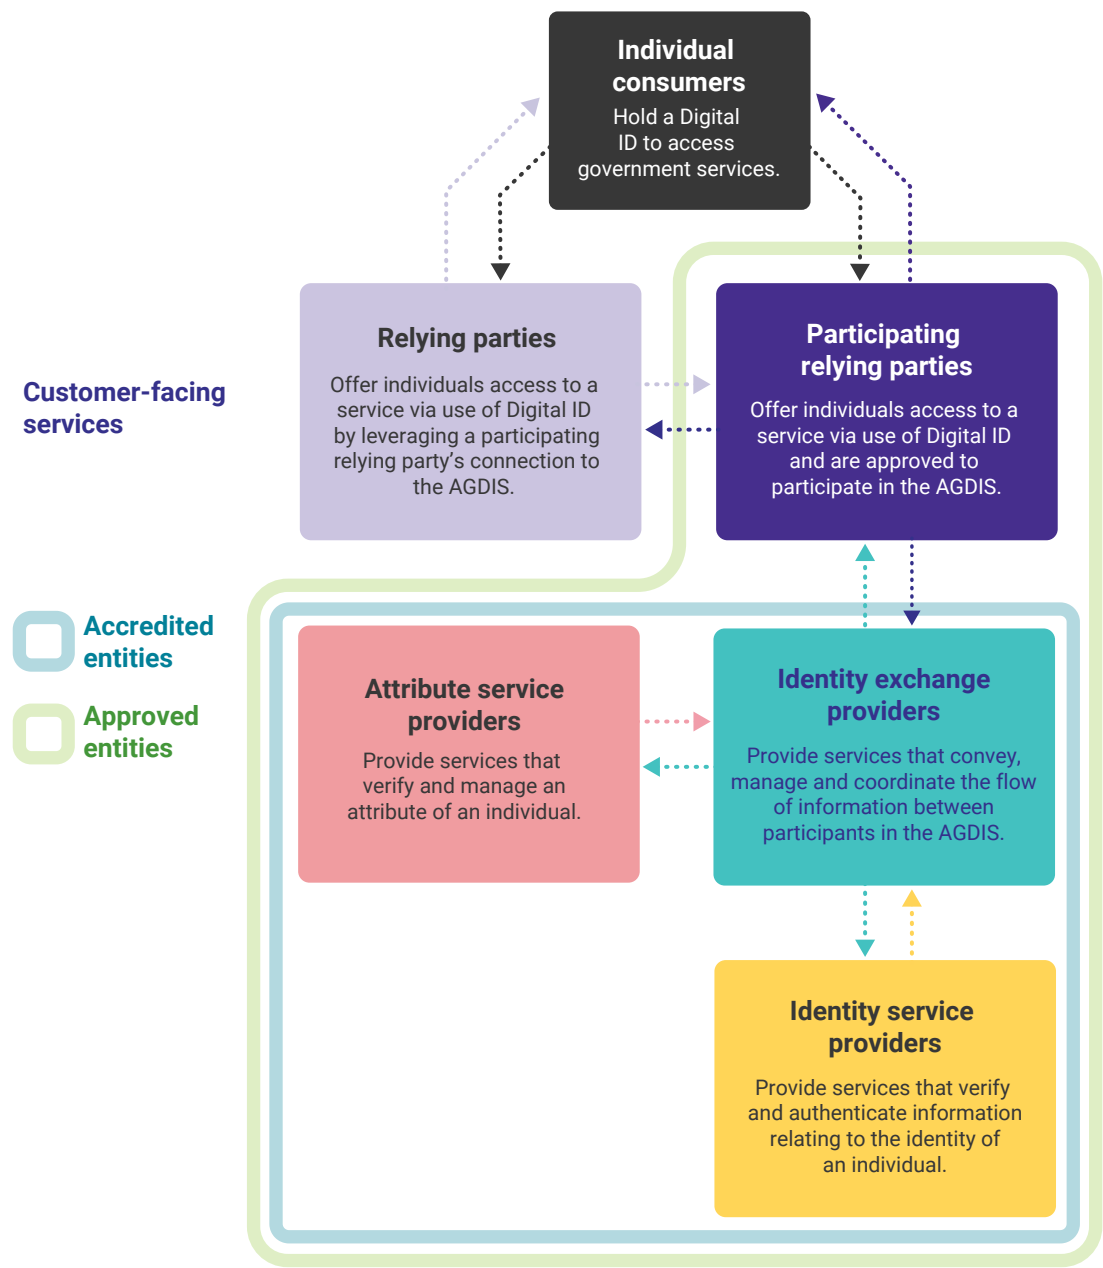 Individual
consumers
Hold a Digital
ID to access
government services.
Customer-facing
services
Relying parties
Offer individuals access to a
service via use of Digital ID
by leveraging a participating
relying party’s connection to
the AGDIS.
Participating
relying parties
Offer individuals access to a
service via use of Digital ID
and are approved to
participate in the AGDIS.
Accredited
entities
Approved
entities
Attribute service
providers
Provide services that
verify and manage an
attribute of an individual.
Identity exchange
providers
Provide services that convey,
manage and coordinate the flow
of information between
participants in the AGDIS.
Identity service
providers
Provide services that verify
and authenticate information
relating to the identity of
an individual.